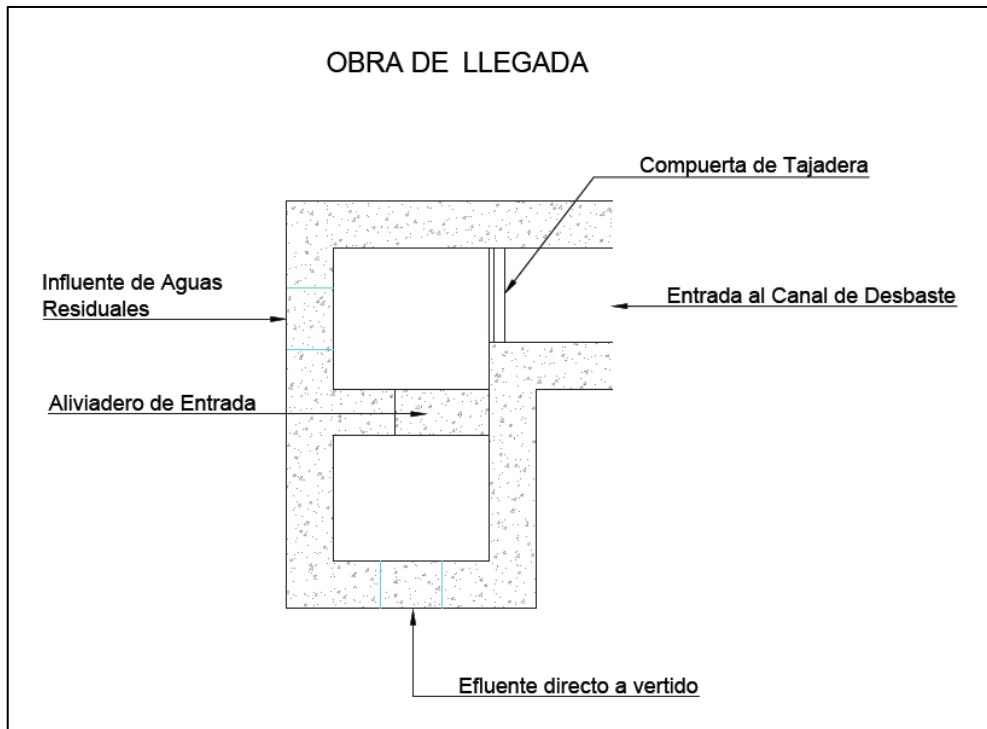 OBRA DE LLEGADA
Compuerta de Tajadera
Influente de Aguas
Residuales
Entrada al Canal de Desbaste
Aliviadero de Entrada
Efluente directo a vertido